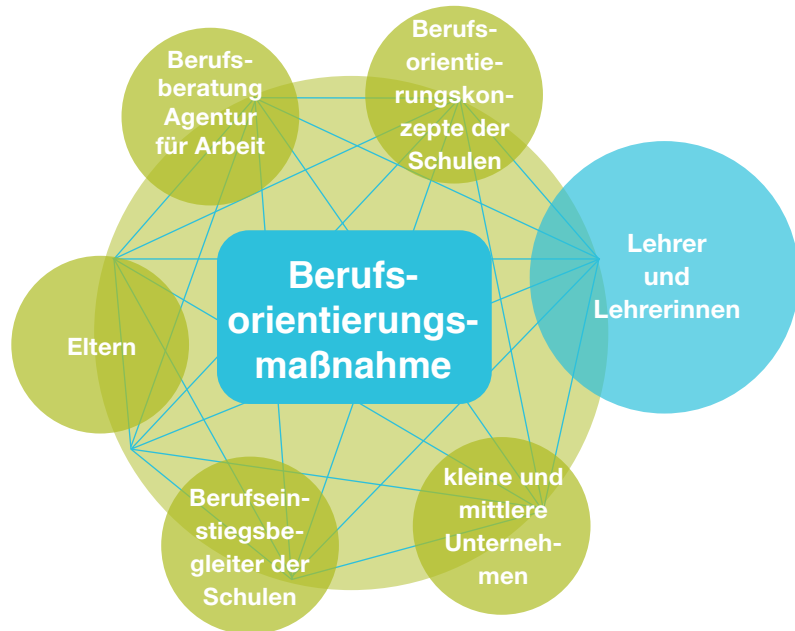 Berufs-
beratung
Agentur
für Arbeit
Berufs-
orientie-
rungskon-
zepte der
Schulen
Lehrer
und
Lehrerinnen
Berufs-
orientierungs-
maßnahme
Eltern
kleine und
mittlere
Unterneh-
men
Berufsein-
stiegsbe-
gleiter der
Schulen